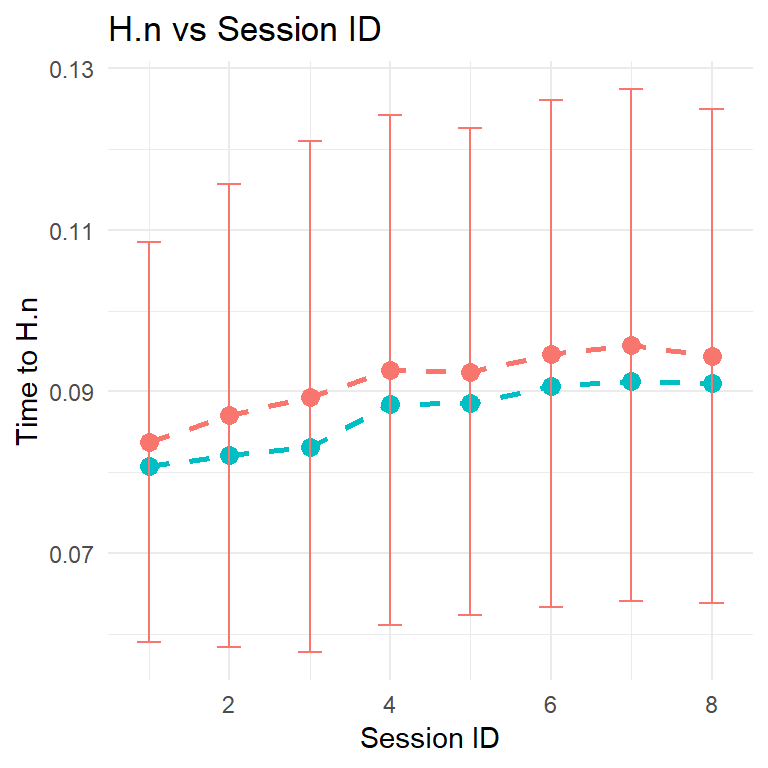 H.n vs Session ID
0.13
0.11
0.09
0.07
Time to H.n
2 4 6 8
Session ID